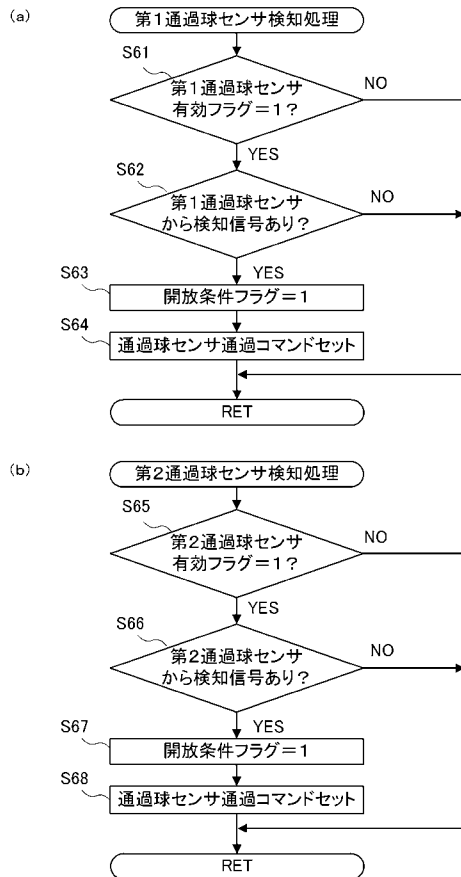 (a)
第1通過球センサ検知処理
S61
第1通過球センサ
有効フラグ=1?
NO
YES
S62
第1通過球センサ
から検知信号あり?
NO
YES
S63
開放条件フラグ=1
S64
通過球センサ通過コマンドセット
RET
(b)
第2通過球センサ検知処理
S65
第2通過球センサ
有効フラグ=1?
NO
YES
S66
第2通過球センサ
から検知信号あり?
NO
YES
S67
開放条件フラグ=1
S68
通過球センサ通過コマンドセット
RET